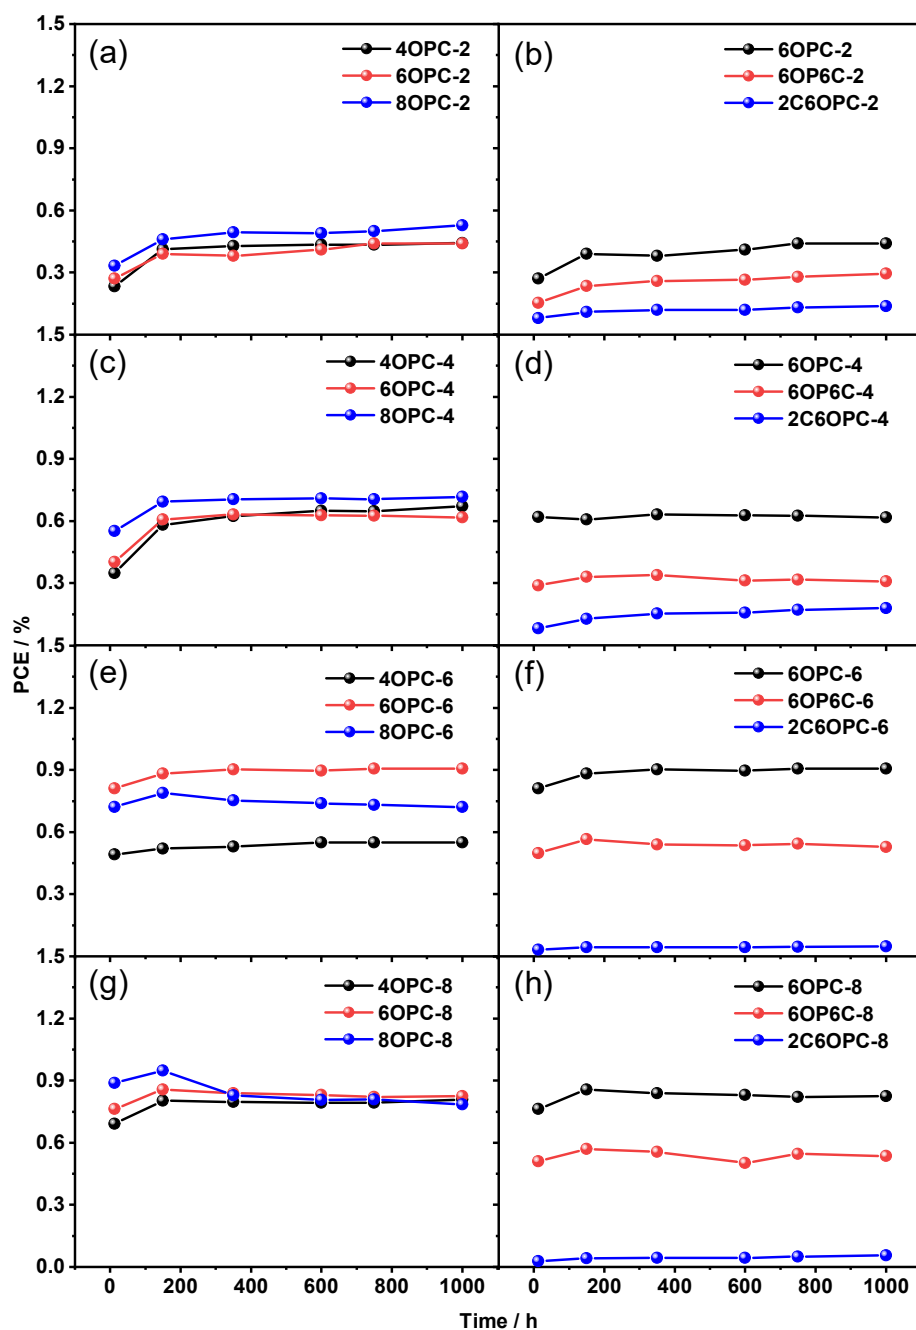 1.5
(a)
4OPC-2
6OPC-2
8OPC-2
1.2
0.9
0.6
0.3
(b)
6OPC-2
6OP6C-2
2C6OPC-2
1.5
(c)
4OPC-4
6OPC-4
8OPC-4
1.2
0.9
0.6
0.3
(d)
6OPC-4
6OP6C-4
2C6OPC-4
PCE / %
1.5
(e)
4OPC-6
6OPC-6
8OPC-6
1.2
0.9
0.6
0.3
(f)
6OPC-6
6OP6C-6
2C6OPC-6
1.5
(g)
4OPC-8
6OPC-8
8OPC-8
1.2
0.9
0.6
0.3
0.0
(h)
6OPC-8
6OP6C-8
2C6OPC-8
0 200 400 600 800 1000
0 200 400 600 800 1000
Time / h